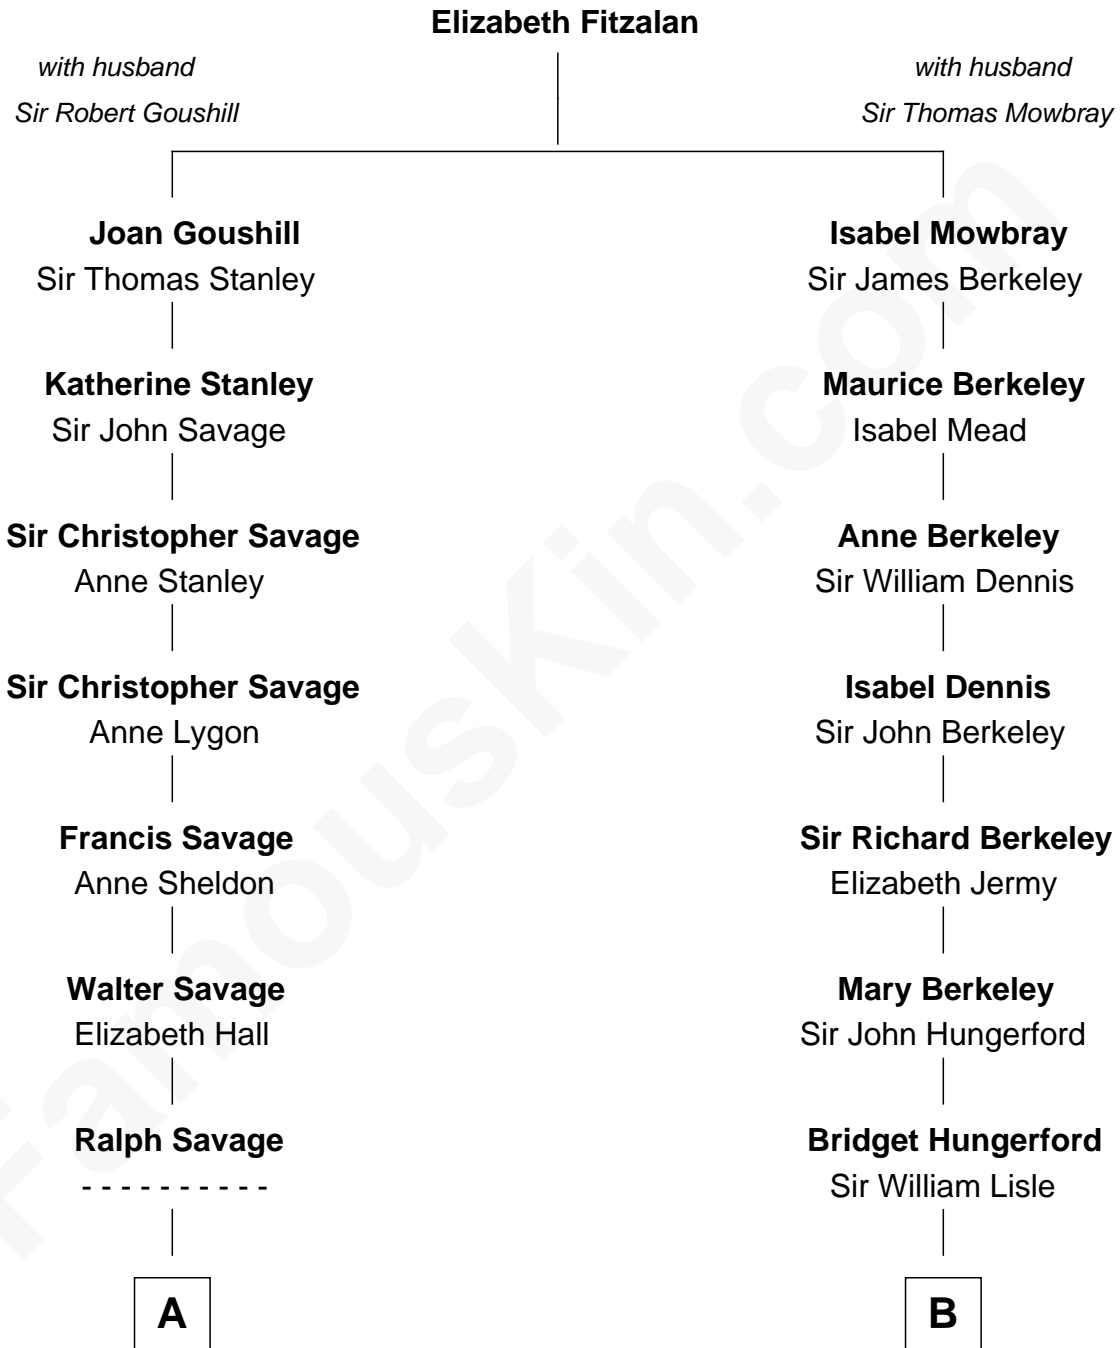 Elizabeth Fitzalan
with husband
Sir Robert Goushill
with husband
Sir Thomas Mowbray
Joan Goushill
Sir Thomas Stanley
Isabel Mowbray
Sir James Berkeley
Katherine Stanley
Sir John Savage
Maurice Berkeley
Isabel Mead
Sir Christopher Savage
Anne Stanley
Anne Berkeley
Sir William Dennis
Sir Christopher Savage
Anne Lygon
Isabel Dennis
Sir John Berkeley
Francis Savage
Anne Sheldon
Sir Richard Berkeley
Elizabeth Jermy
Walter Savage
Elizabeth Hall
Mary Berkeley
Sir John Hungerford
Ralph Savage
- - - - - - - - - -
Bridget Hungerford
Sir William Lisle
A
B
FamousKin.com